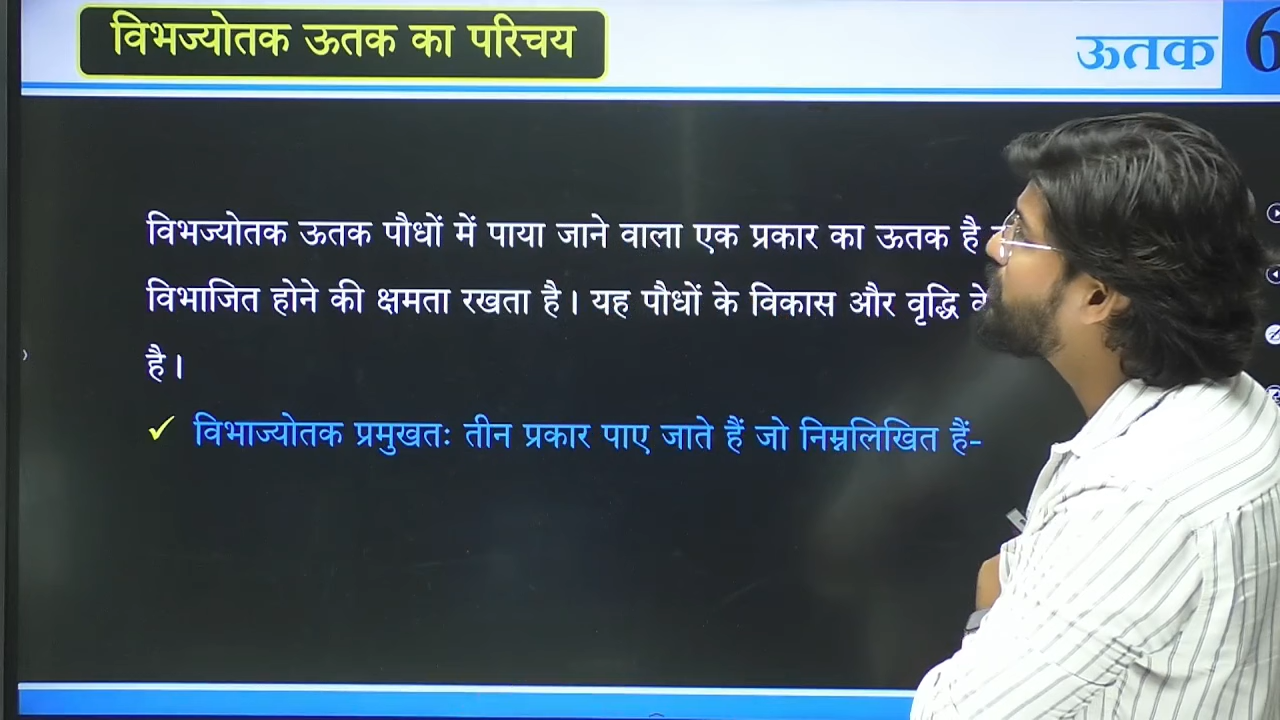 विभज्योतक ऊतक का परिचय
ऊतक 6
विभज्योतक ऊतक पौधों में पाया जाने वाला एक प्रकार का ऊतक है
विभाजित होने की क्षमता रखता है। यह पौधों के विकास और वृद्धि
है।
✓ विभाज्योतक प्रमुखतः तीन प्रकार पाए जाते हैं जो निम्नलिखित हैं-